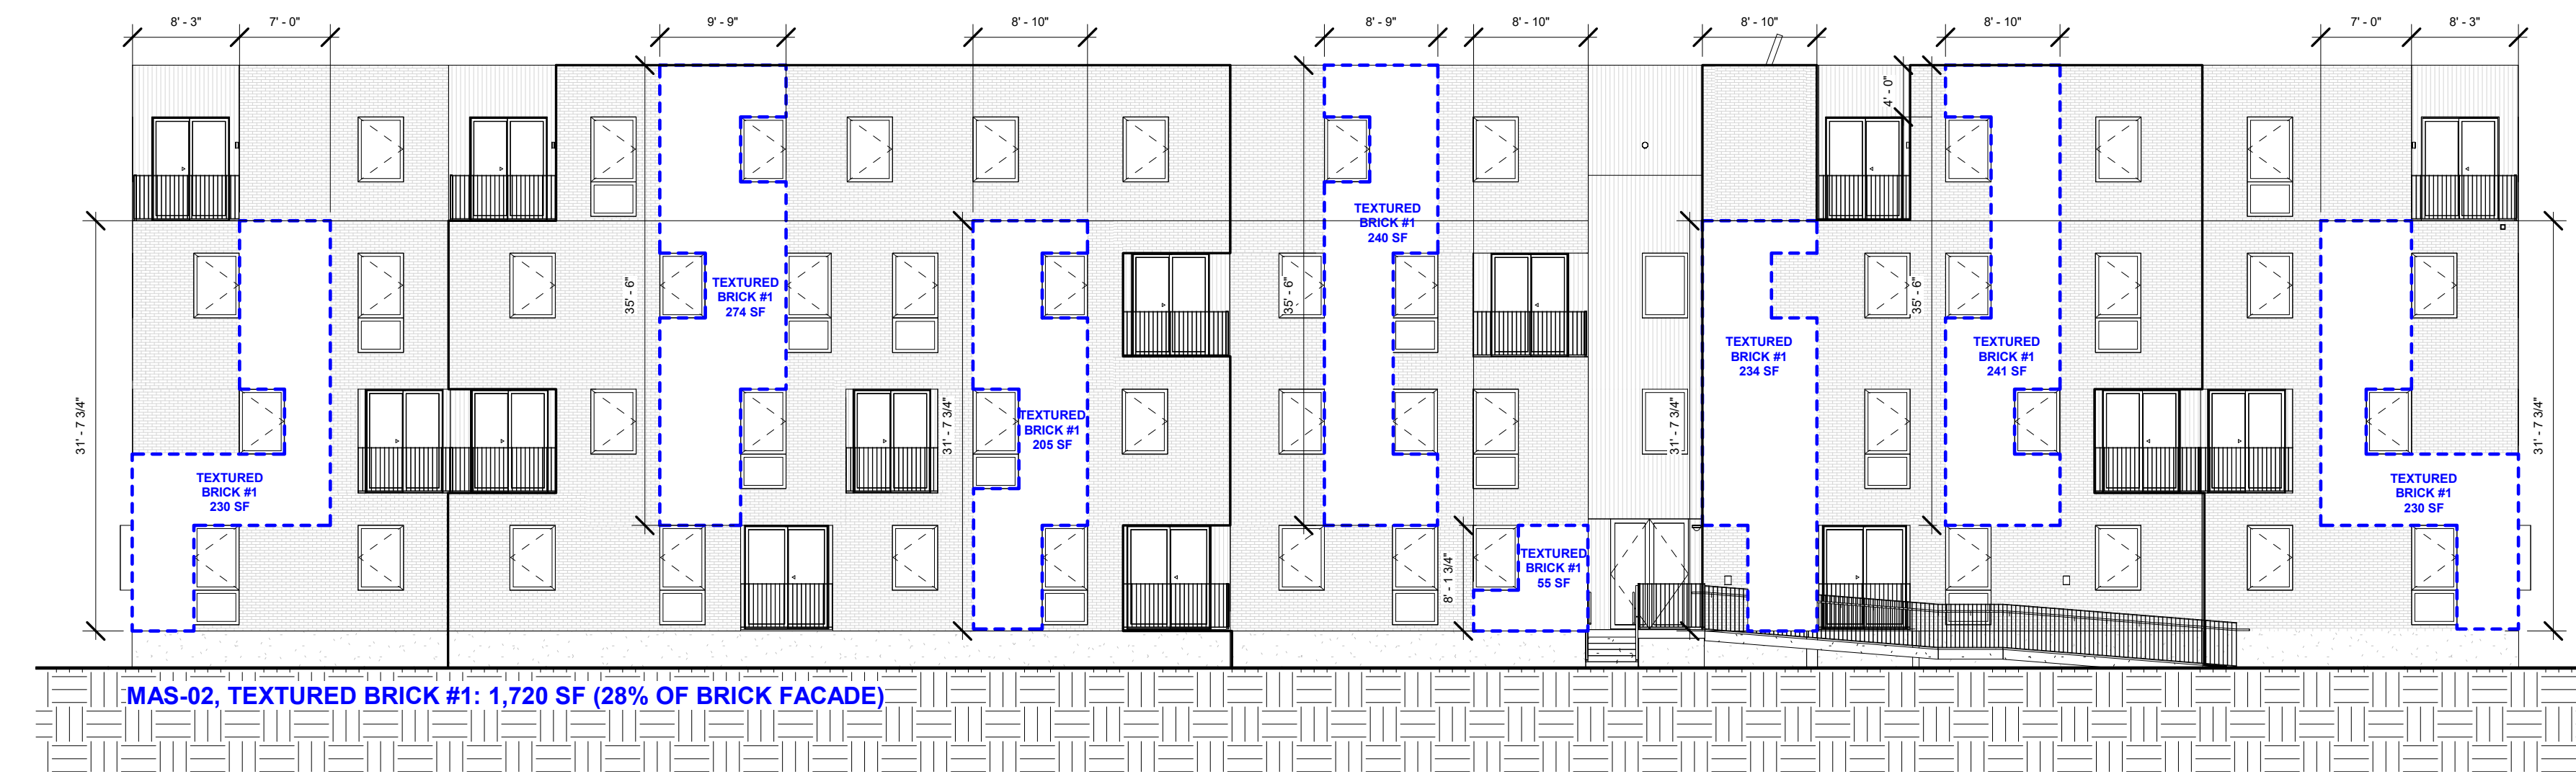 8' - 3"
7' - 0"
9' - 9"
8' - 10"
8' - 9"
8' - 10"
8' - 10"
8' - 10"
7' - 0"
8' - 3"
4' - 0"
TEXTURED
BRICK #1
240 SF
35' - 6"
TEXTURED
BRICK #1
274 SF
35' - 6"
35' - 6"
TEXTURED
BRICK #1
234 SF
TEXTURED
BRICK #1
241 SF
31' - 7 3/4"
31' - 7 3/4"
TEXTURED
BRICK #1
205 SF
31' - 7 3/4"
31' - 7 3/4"
TEXTURED
BRICK #1
230 SF
TEXTURED
BRICK #1
230 SF
8' - 1 3/4"
TEXTURED
BRICK #1
55 SF
MAS-02, TEXTURED BRICK #1: 1,720 SF (28% OF BRICK FACADE)